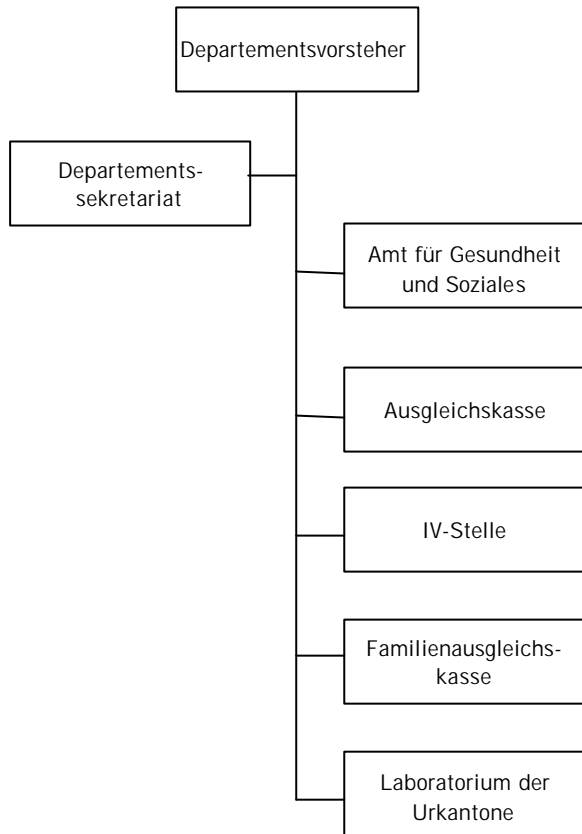 Departementsvorsteher
Departements-
sekretariat
Amt für Gesundheit
und Soziales
Ausgleichskasse
IV-Stelle
Familienausgleichs-
kasse
Laboratorium der
Urkantone